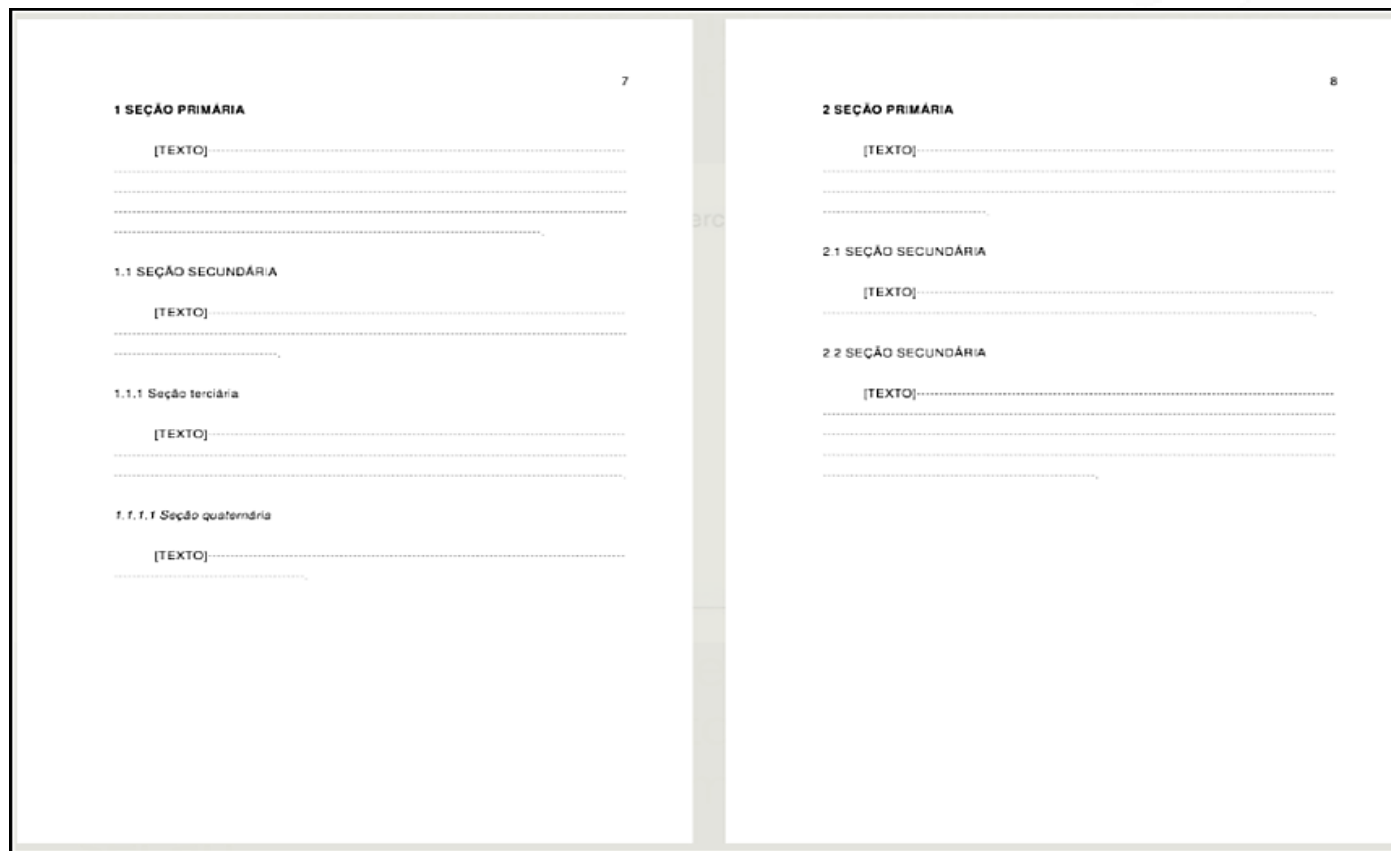 7
1 SEÇÃO PRIMÁRIA
[TEXTO]
1.1 SEÇÃO SECUNDÁRIA
[TEXTO]
1.1.1 Seção terciária
[TEXTO]
1.1.1.1 Seção quaternária
[TEXTO]
8
2 SEÇÃO PRIMÁRIA
[TEXTO]
2.1 SEÇÃO SECUNDÁRIA
[TEXTO]
2.2 SEÇÃO SECUNDÁRIA
[TEXTO]